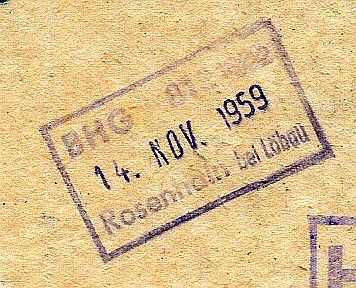 BHG
14. NOV. 1959
Rosenhain bei Löbau
H